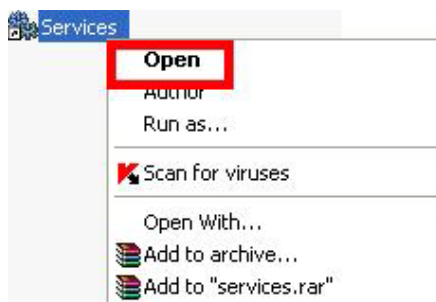 Services
Open
Author
Run as...
Scan for viruses
Open With...
Add to archive...
Add to "services.rar"